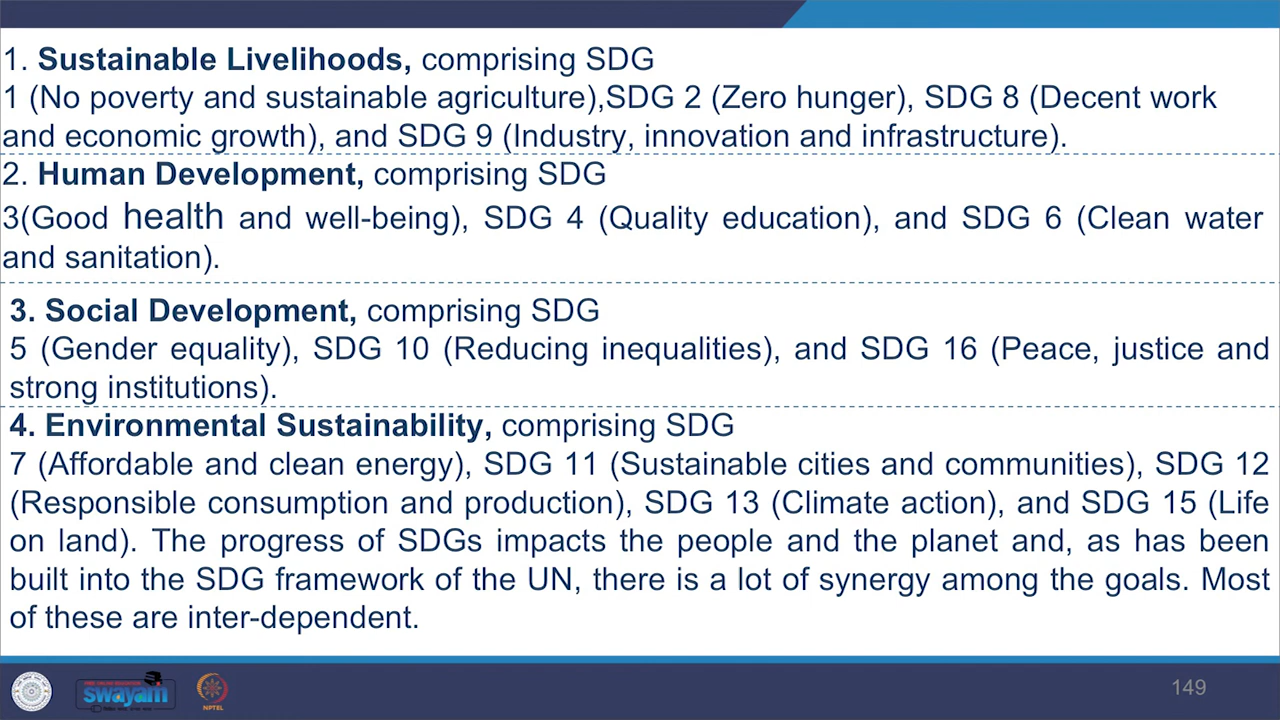 1. Sustainable Livelihoods, comprising SDG
1 (No poverty and sustainable agriculture),SDG 2 (Zero hunger), SDG 8 (Decent work
and economic growth), and SDG 9 (Industry, innovation and infrastructure).
2. Human Development, comprising SDG
3(Good health and well-being), SDG 4 (Quality education), and SDG 6 (Clean water
and sanitation).
3. Social Development, comprising SDG
5 (Gender equality), SDG 10 (Reducing inequalities), and SDG 16 (Peace, justice and
strong institutions).
4. Environmental Sustainability, comprising SDG
7 (Affordable and clean energy), SDG 11 (Sustainable cities and communities), SDG 12
(Responsible consumption and production), SDG 13 (Climate action), and SDG 15 (Life
on land). The progress of SDGs impacts the people and the planet and, as has been
built into the SDG framework of the UN, there is a lot of synergy among the goals. Most
of these are inter-dependent.
swayam
NPTEL
149